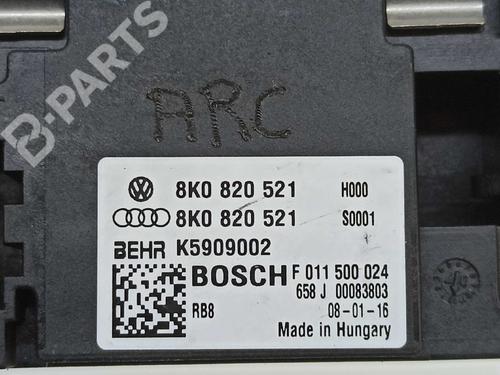 B-PARTS
ARC
8K0 820 521 H000
8K0 820 521 S0001
BEHR K5909002
BOSCH F 011 500 024
658 J 00083803
RB8 08-01-16
Made in Hungary